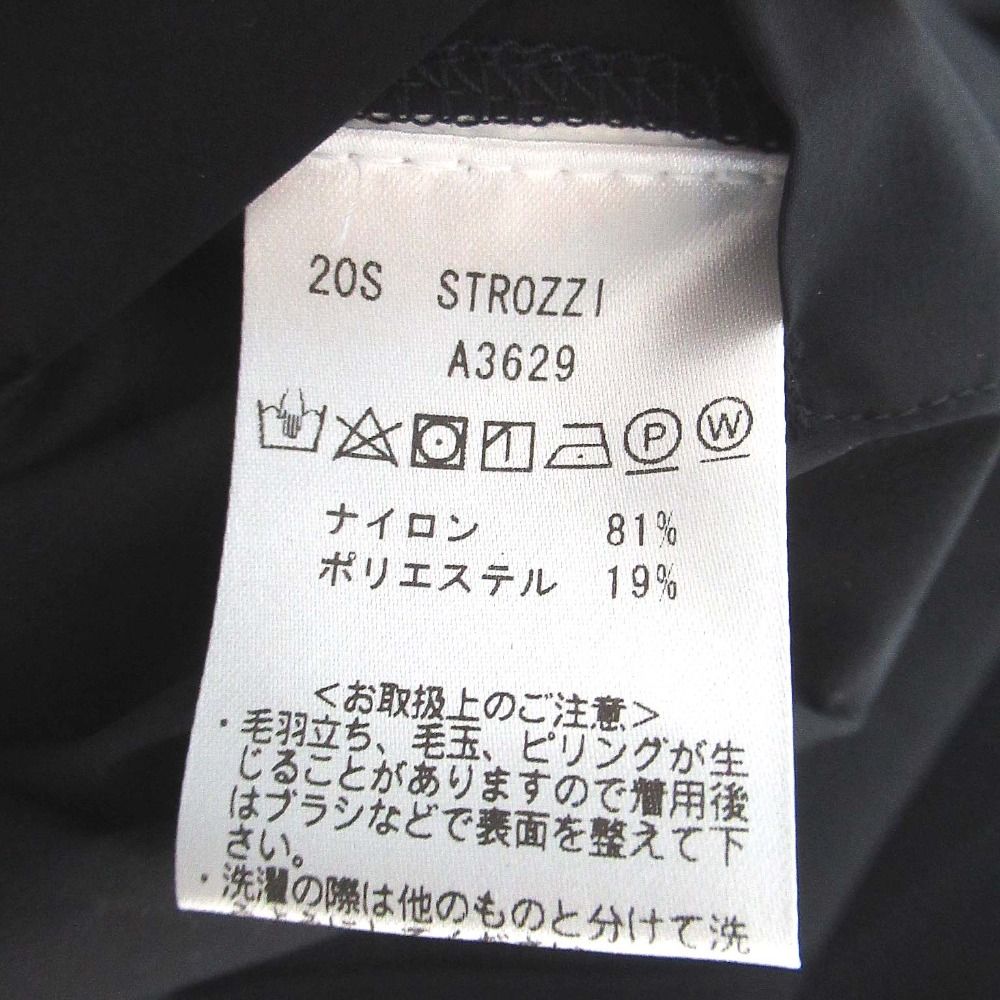 20S STROZZI
A3629
P W
ナイロン 81%
ポリエステル 19%
<お取扱上のご注意>
・毛羽立ち、毛玉、ピリングが生
じることがありますので着用後
はブラシなどで表面を整えて下
さい。
・洗濯の際は他のものと分けて洗